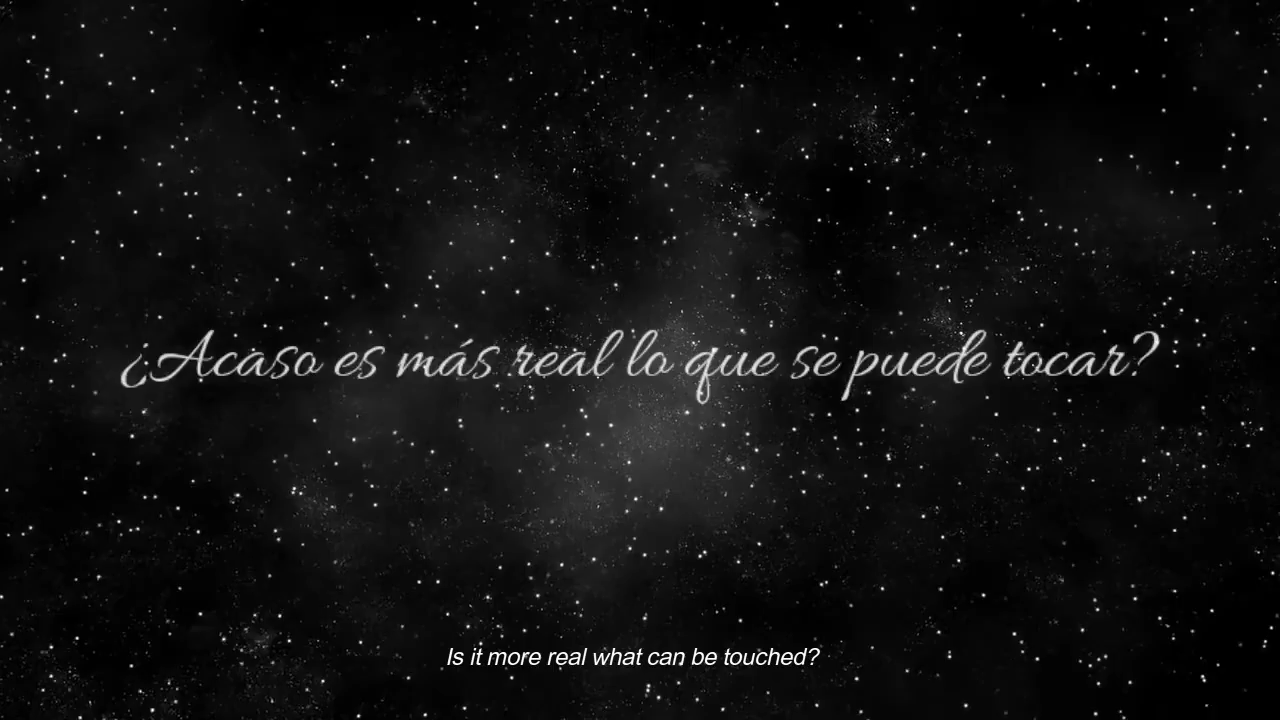 ¿Acaso es más real lo que se puede tocar?
Is it more real what can be touched?